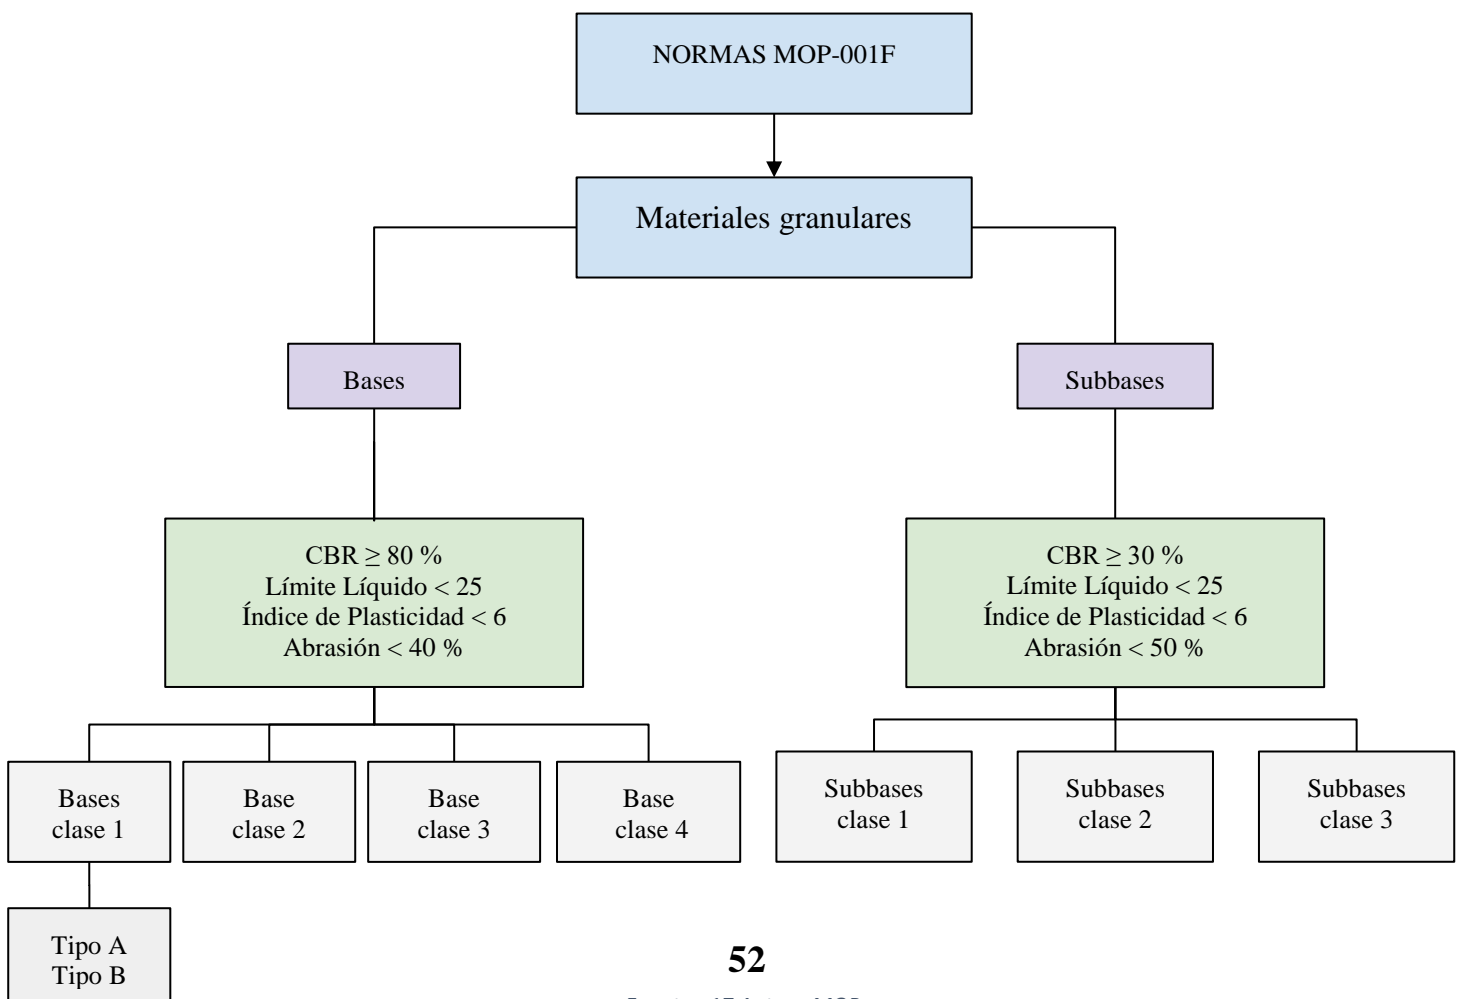 NORMAS MOP-001F
Materiales granulares
Bases
Subbases
CBR ≥ 80 %
Límite Líquido < 25
Índice de Plasticidad < 6
Abrasión < 40 %
CBR ≥ 30 %
Límite Líquido < 25
Índice de Plasticidad < 6
Abrasión < 50 %
Bases
clase 1
Base
clase 2
Base
clase 3
Base
clase 4
Subbases
clase 1
Subbases
clase 2
Subbases
clase 3
Tipo A
Tipo B
52